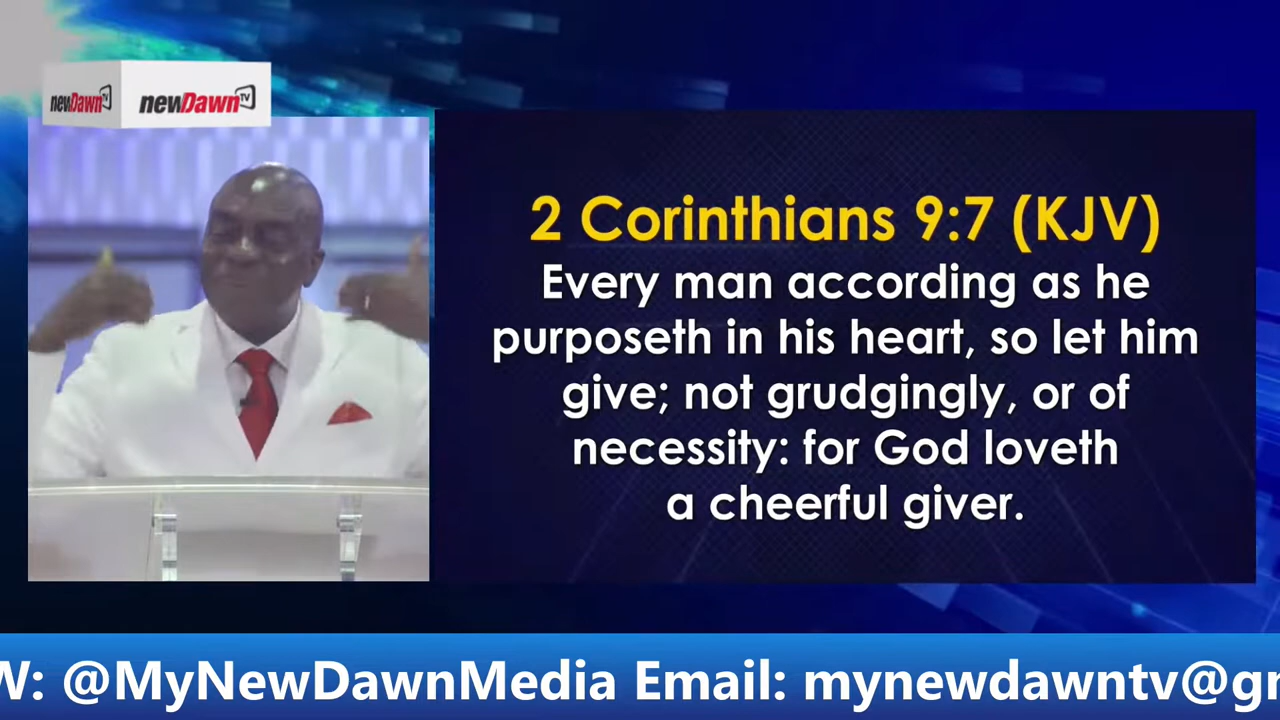 newDawn TV
newDawn TV
2 Corinthians 9:7 (KJV)
Every man according as he
purposeth in his heart, so let him
give; not grudgingly, or of
necessity: for God loveth
a cheerful giver.
W: @MyNewDawnMedia Email: mynewdawntv@g